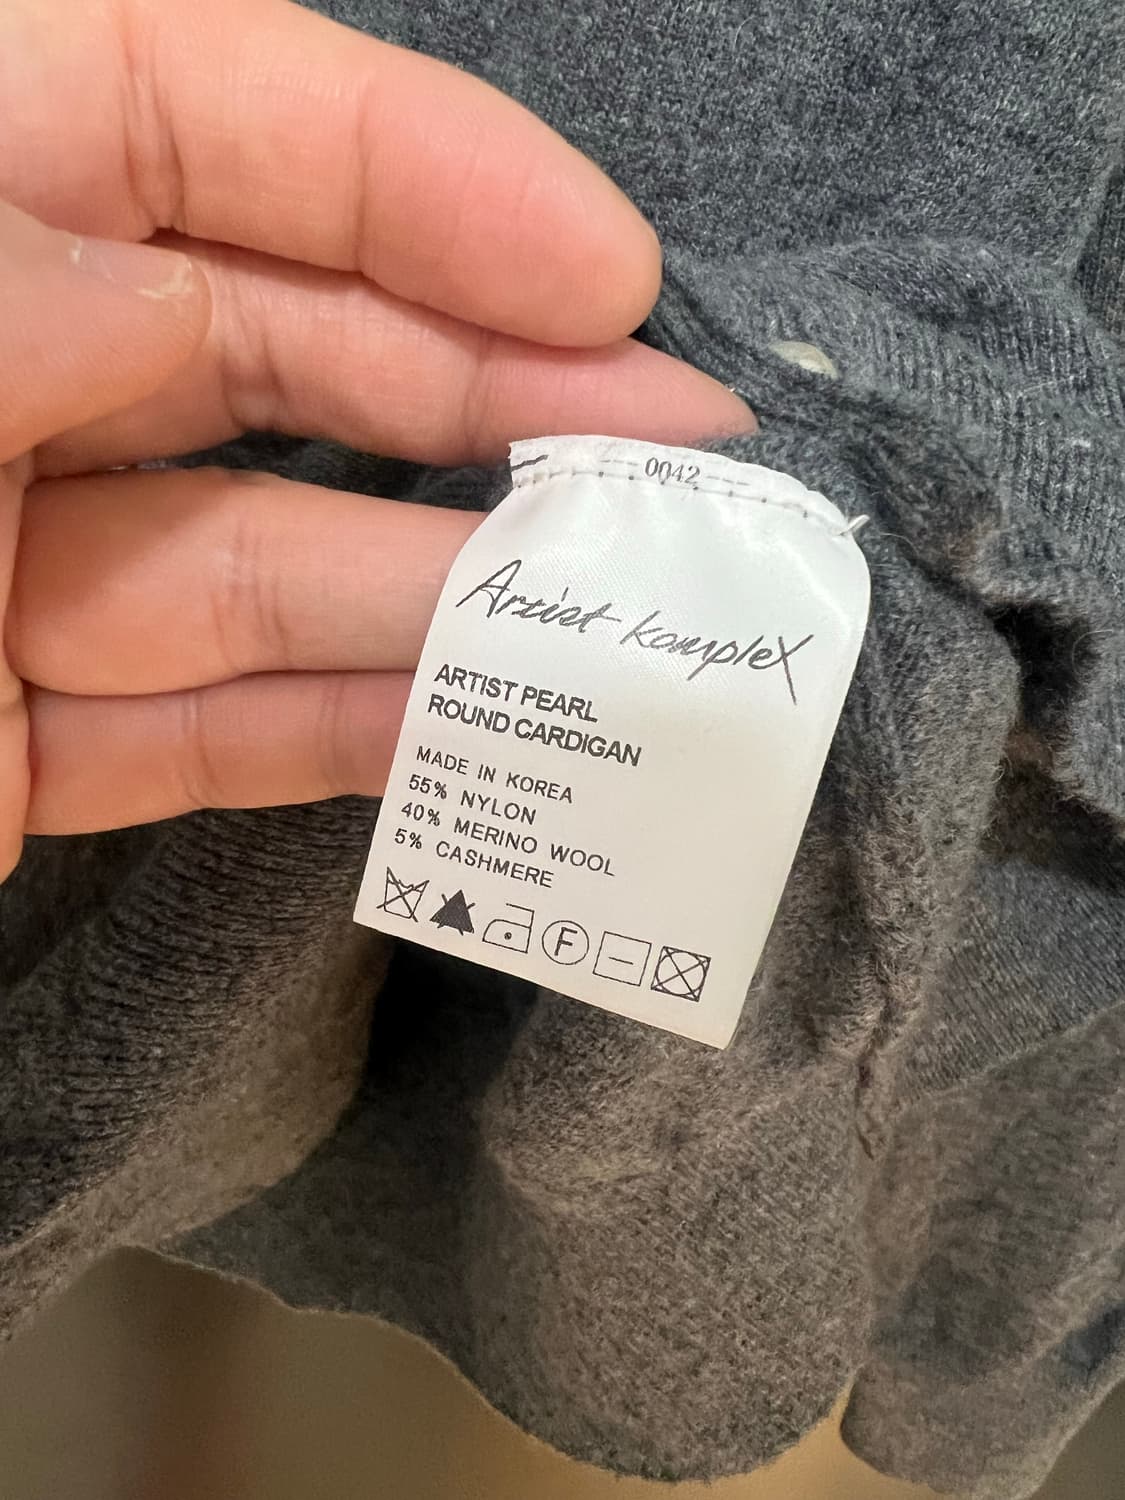 0042
Artist kompleX
ARTIST PEARL
ROUND CARDIGAN
MADE IN KOREA
55% NYLON
40% MERINO WOOL
5% CASHMERE
F